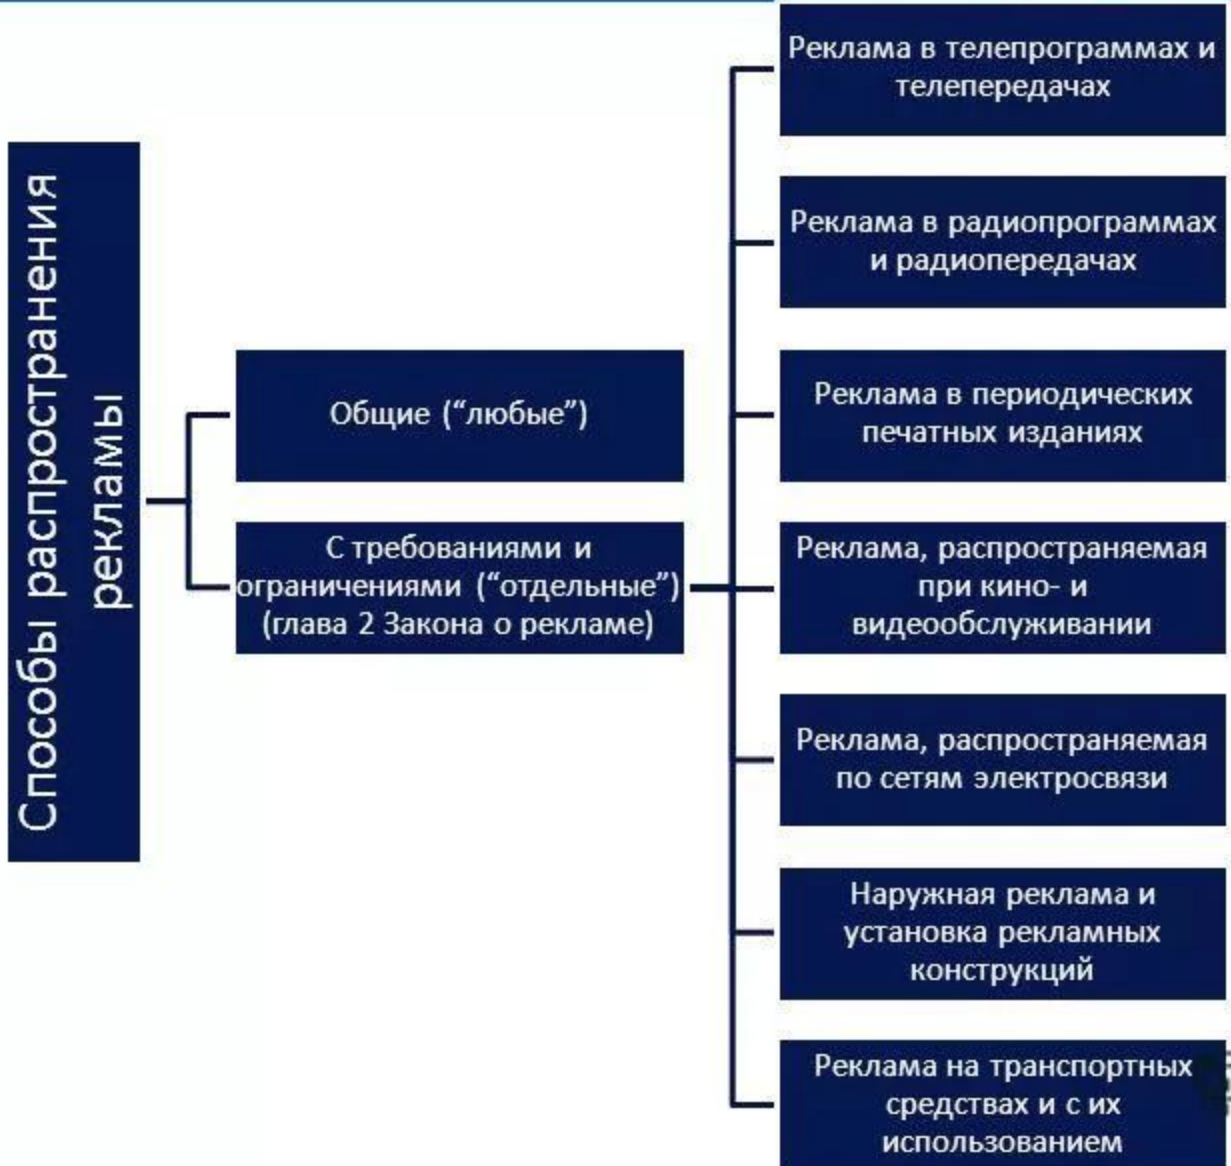 Способы распространения
рекламы
Общие (“любые”)
С требованиями и
ограничениями (“отдельные”)
(глава 2 Закона о рекламе)
Реклама в телепрограммах и
телепередачах
Реклама в радиопрограммах
и радиопередачах
Реклама в периодических
печатных изданиях
Реклама, распространяемая
при кино- и
видеообслуживании
Реклама, распространяемая
по сетям электросвязи
Наружная реклама и
установка рекламных
конструкций
Реклама на транспортных
средствах и с их
использованием